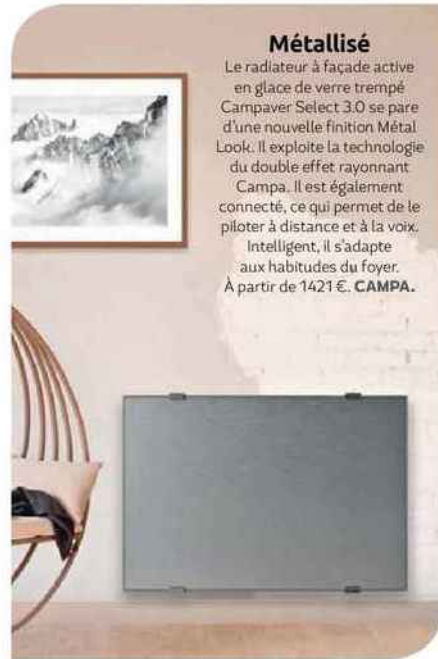 Métallisé
Le radiateur à façade active
en glace de verre trempé
Campaver Select 3.0 se pare
d'une nouvelle finition Métal
Look. Il exploite la technologie
du double effet rayonnant
Campa. Il est également
connecté, ce qui permet de le
piloter à distance et à la voix.
Intelligent, il s'adapte
aux habitudes du foyer.
À partir de 1421 €. CAMPA.